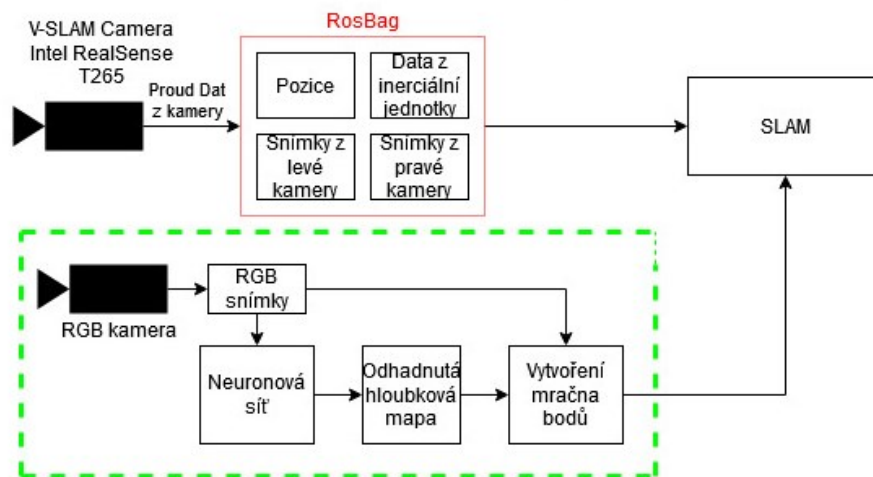 V-SLAM Camera
Intel RealSense
T265
Proud Dat
z kamery
RosBag
Pozice
Data z
inerciální
jednotky
Snímky z
levé
kamery
Snímky z
pravé
kamery
SLAM
RGB kamera
RGB
snímky
Neuronová
síť
Odhadnutá
hloubková
mapa
Vytvoření
mračna
bodů